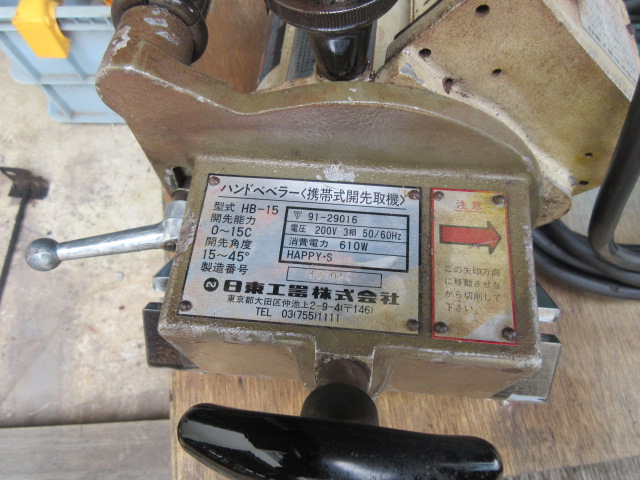 ハンドベベラー〈携帯式開先取機〉
型式 HB-15
開先能力
0〜15C
開先角度
15〜45°
製造番号
▽ 91-29016
電圧 200V 3相 50/60Hz
消費電力 610W
HAPPY·S
日東工器株式会社
東京都大田区仲池上2-9-4(〒146)
TEL 03(755)1111
注意
この矢印方向
に移動させな
がら切削して
下さい。